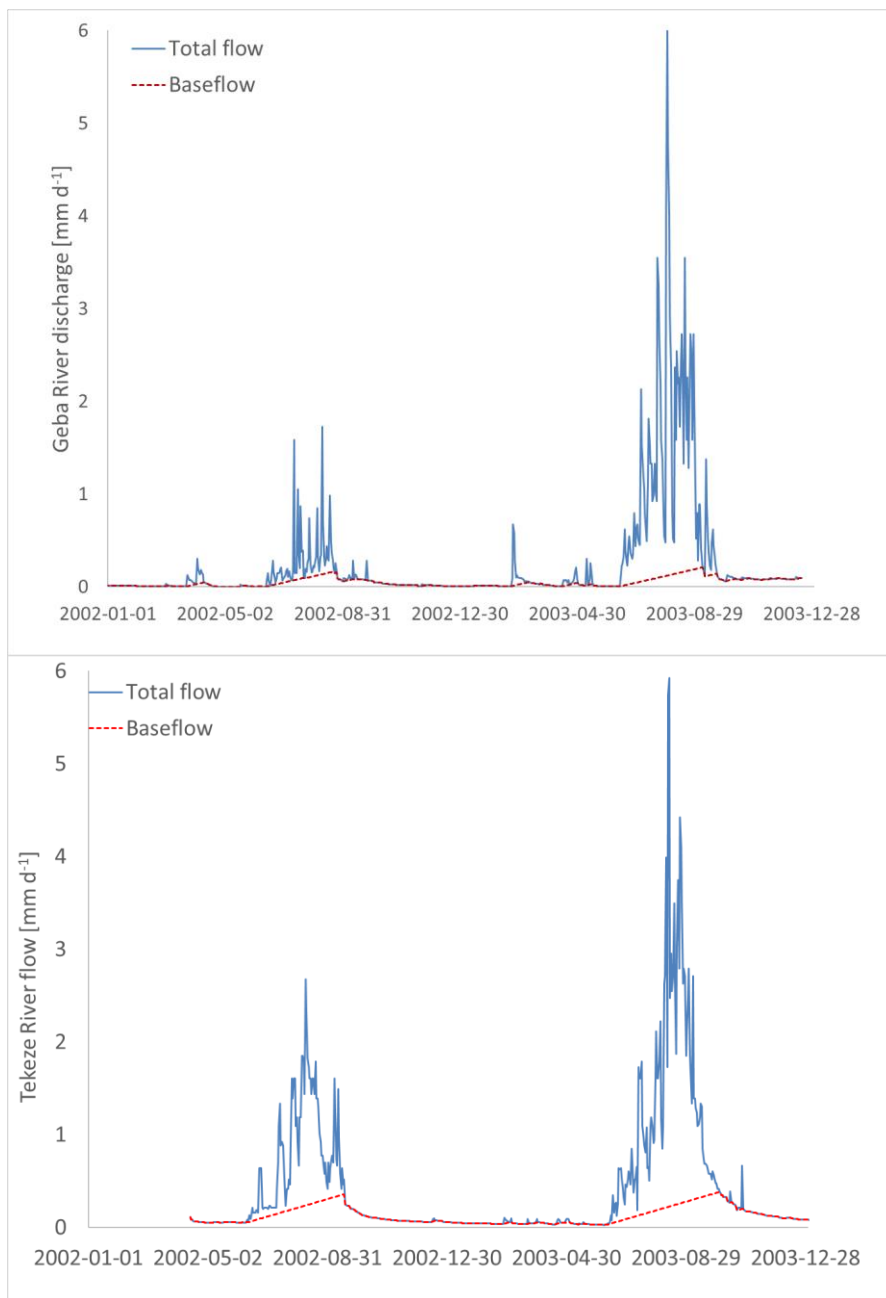 6
Total flow
Baseflow
5
4
3
2
1
0
Geba River discharge [mm d⁻¹]
2002-01-01 2002-05-02 2002-08-31 2002-12-30 2003-04-30 2003-08-29 2003-12-28
6
Total flow
Baseflow
5
4
3
2
1
0
Tekeze River flow [mm d⁻¹]
2002-01-01 2002-05-02 2002-08-31 2002-12-30 2003-04-30 2003-08-29 2003-12-28